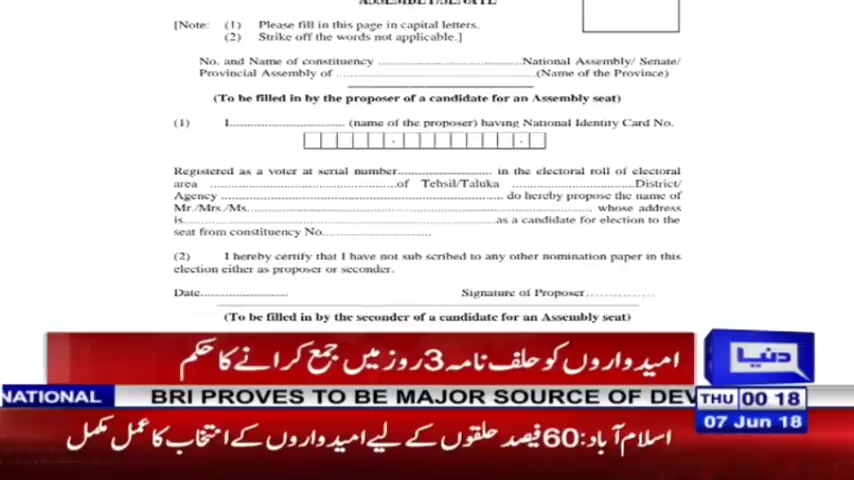 ASSEMBLY/SENATE
[Note: (1) Please fill in this page in capital letters.
(2) Strike off the words not applicable.]
No. and Name of constituency ........................................National Assembly/ Senate/
Provincial Assembly of ........................................................(Name of the Province)
(To be filled in by the proposer of a candidate for an Assembly seat)
(1) I................................. (name of the proposer) having National Identity Card No.
Registered as a voter at serial number........................... in the electoral roll of electoral
area .....................................................of Tehsil/Taluka ...................................District/
Agency ................................................................................. do hereby propose the name of
Mr./Mrs./Ms.................................................................................................., whose address
is.........................................................................................as a candidate for election to the
seat from constituency No...............................
(2) I hereby certify that I have not sub scribed to any other nomination paper in this
election either as proposer or seconder.
Date......................... Signature of Proposer...................
(To be filled in by the seconder of a candidate for an Assembly seat)
امیدواروں کو حلف نامہ 3 روز میں جمع کرانے کا حکم
دنیا
NATIONAL BRI PROVES TO BE MAJOR SOURCE OF DEV
THU 00 18
07 Jun 18
اسلام آباد: 60 فیصد حلقوں کے لیے امیدواروں کے انتخاب کا عمل مکمل